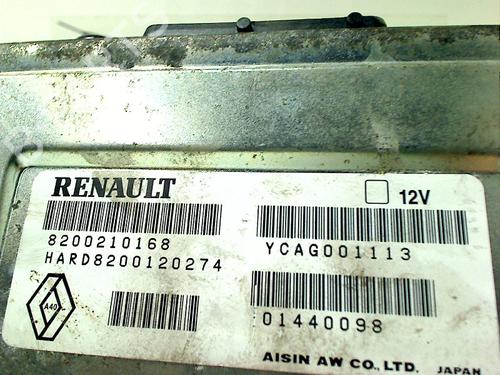 RENAULT
12V
8200210168
YCAG001113
HARD8200120274
01440098
AISIN AW CO., LTD. JAPAN